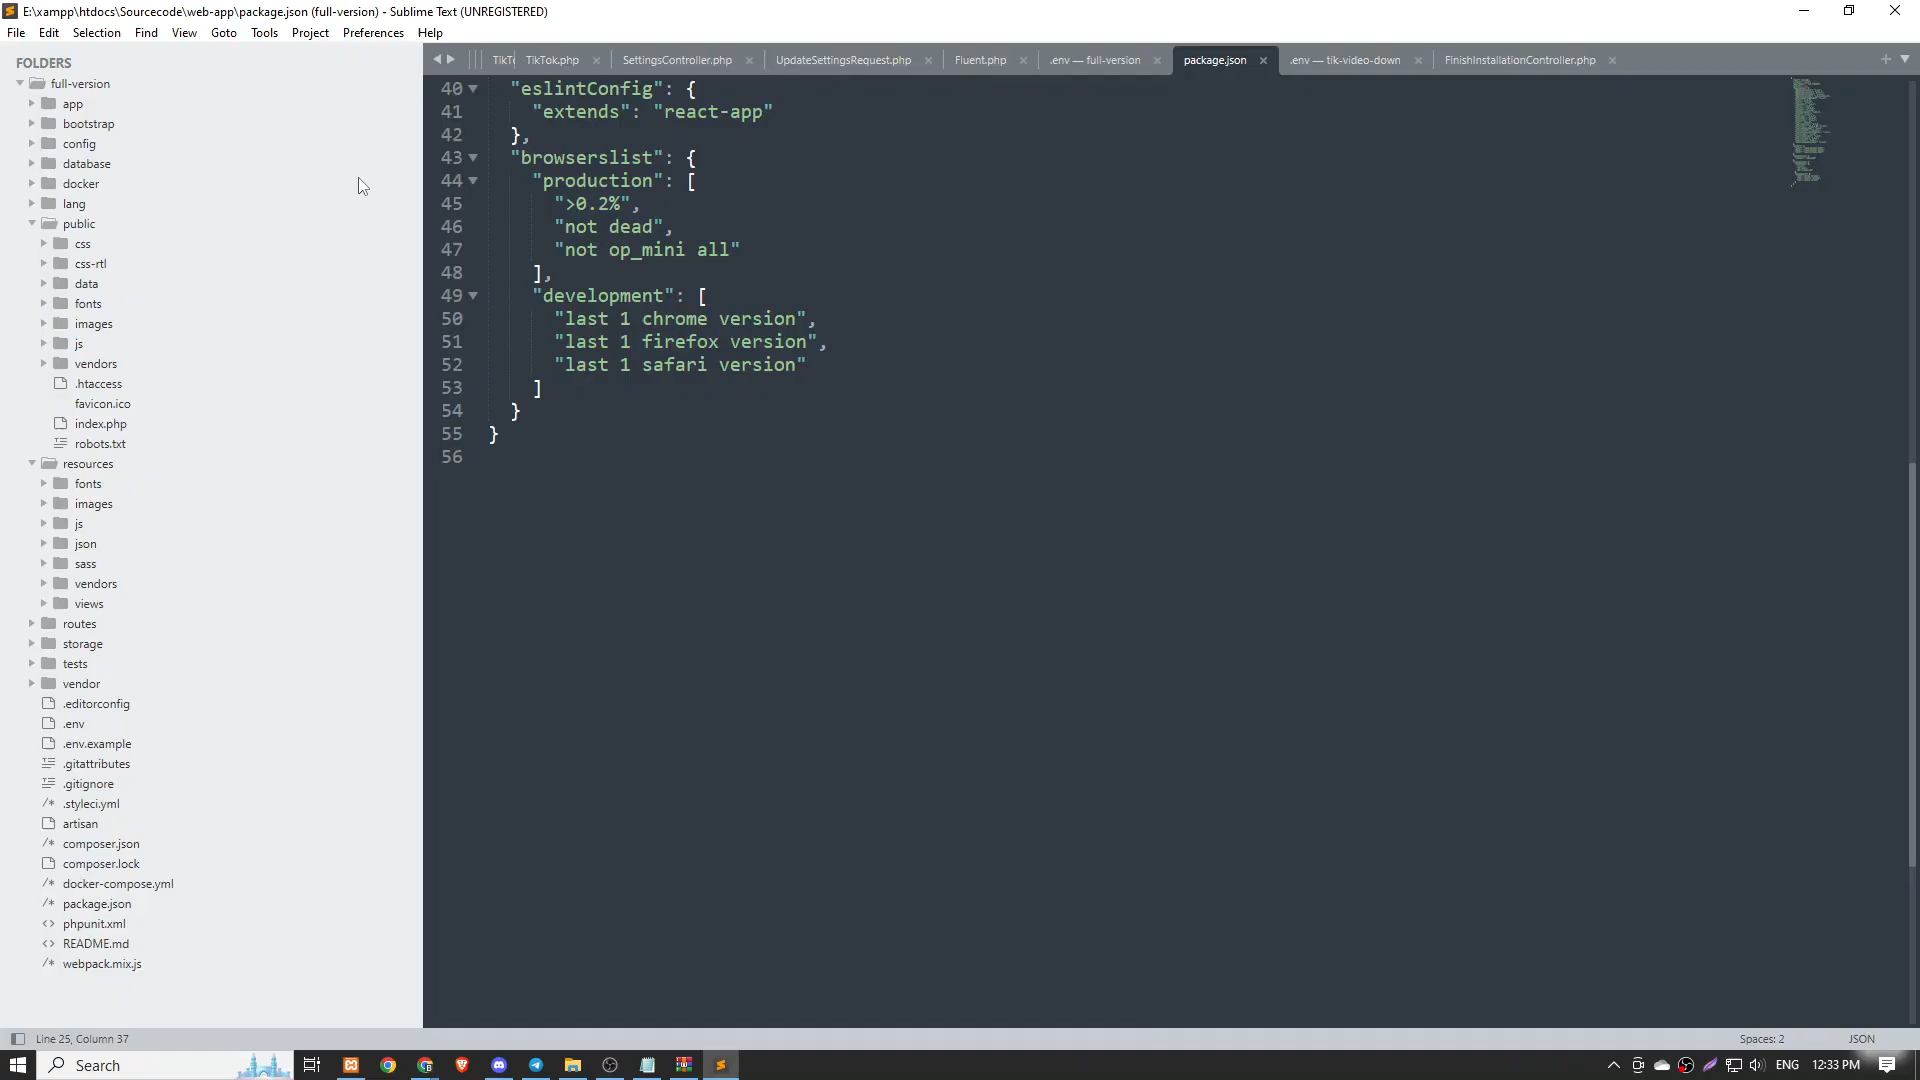 E:\xampp\htdocs\Sourcecode\web-app\package.json (full-version) - Sublime Text (UNREGISTERED)
File Edit Selection Find View Goto Tools Project Preferences Help
FOLDERS
full-version
app
bootstrap
config
database
docker
lang
public
css
css-rtl
data
fonts
images
js
vendors
.htaccess
favicon.ico
index.php
robots.txt
resources
fonts
images
js
json
sass
vendors
views
routes
storage
tests
vendor
.editorconfig
.env
.env.example
.gitattributes
.gitignore
.styleci.yml
artisan
composer.json
composer.lock
docker-compose.yml
package.json
phpunit.xml
README.md
webpack.mix.js
TikTok.php SettingsController.php UpdateSettingsRequest.php Fluent.php .env — full-version package.json .env — tik-video-down FinishInstallationController.php
40 "eslintConfig": {
41 "extends": "react-app"
42 },
43 "browserslist": {
44 "production": [
45 ">0.2%",
46 "not dead",
47 "not op_mini all"
48 ],
49 "development": [
50 "last 1 chrome version",
51 "last 1 firefox version",
52 "last 1 safari version"
53 ]
54 }
55 }
56
Line 25, Column 37 Spaces: 2 JSON
Search ENG 12:33 PM